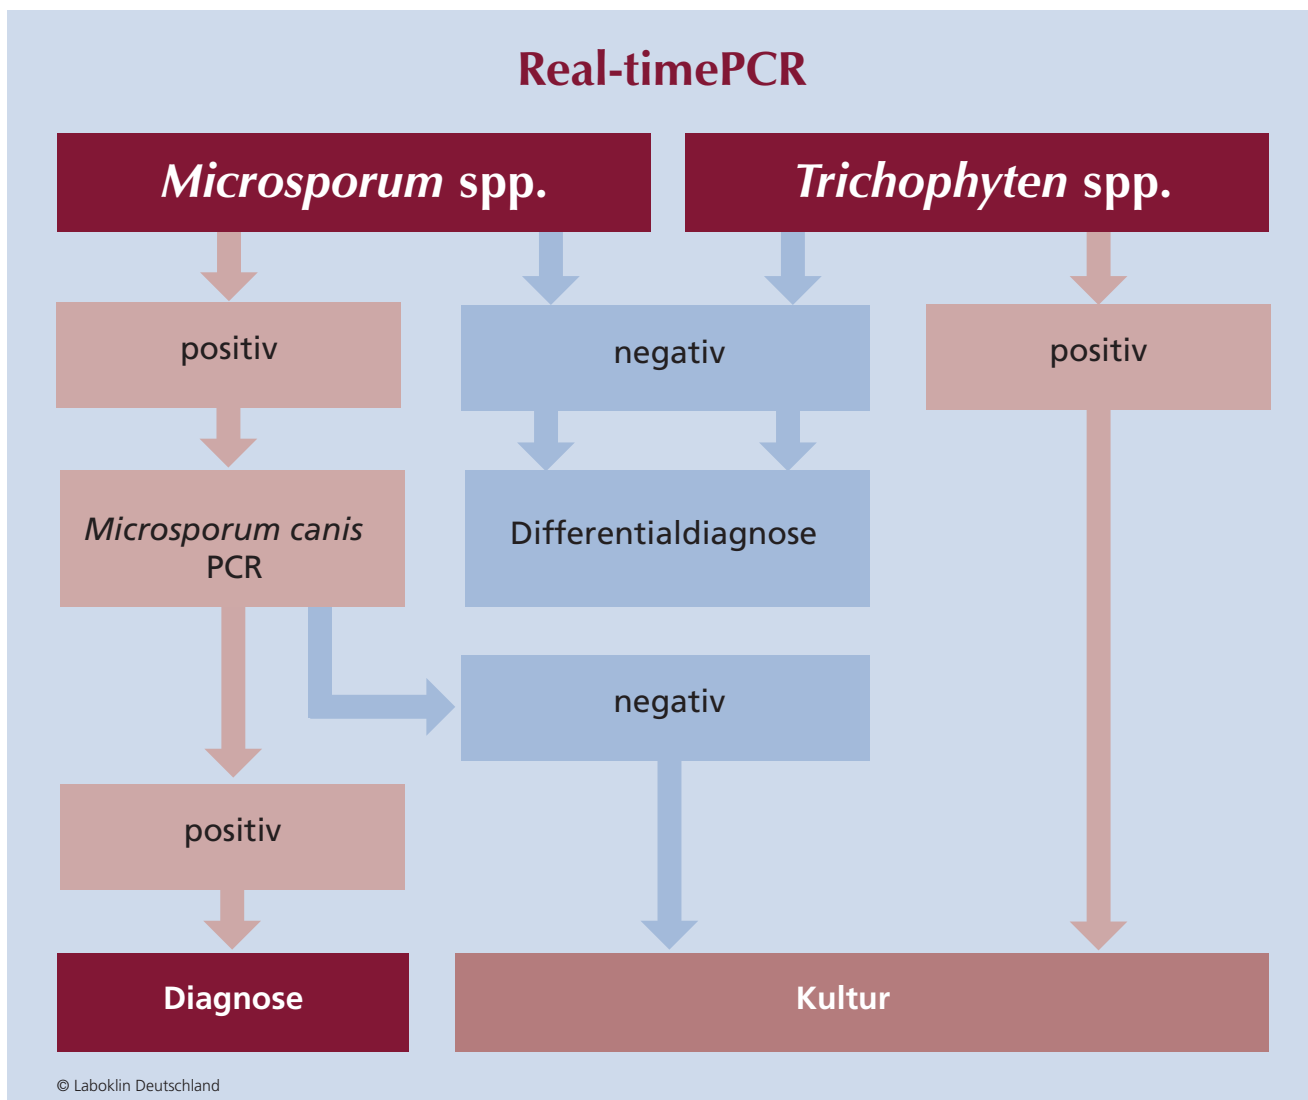 Real-timePCR
Microsporum spp.
Trichophyten spp.
positiv
negativ
positiv
Microsporum canis
PCR
Differentialdiagnose
negativ
positiv
Diagnose
Kultur
© Laboklin Deutschland